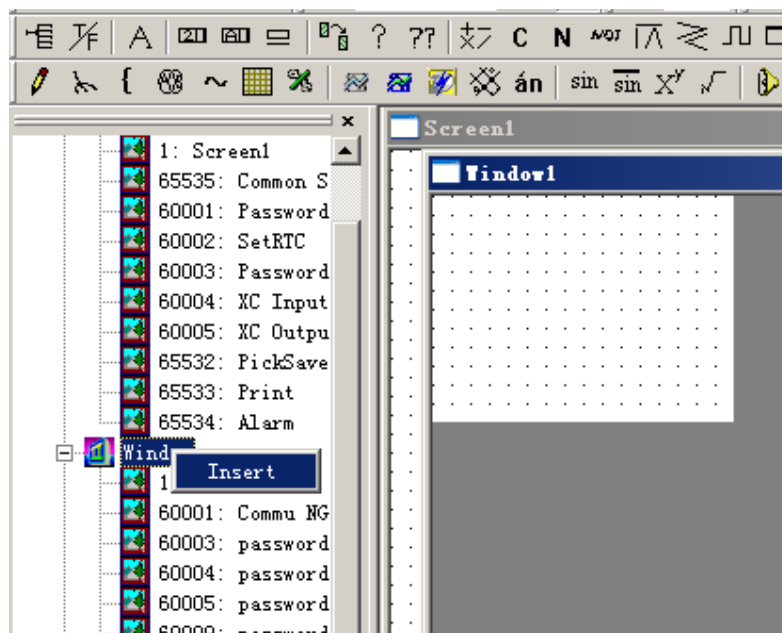 T/F A 2D AD ? ?? C N NOT
án sin sin X^y √
1: Screen1
65535: Common S
60001: Password
60002: SetRTC
60003: Password
60004: XC Input
60005: XC Outpu
65532: PickSave
65533: Print
65534: Alarm
Wind
Insert
1
60001: Commu NG
60003: password
60004: password
60005: password
Screen1
Window1